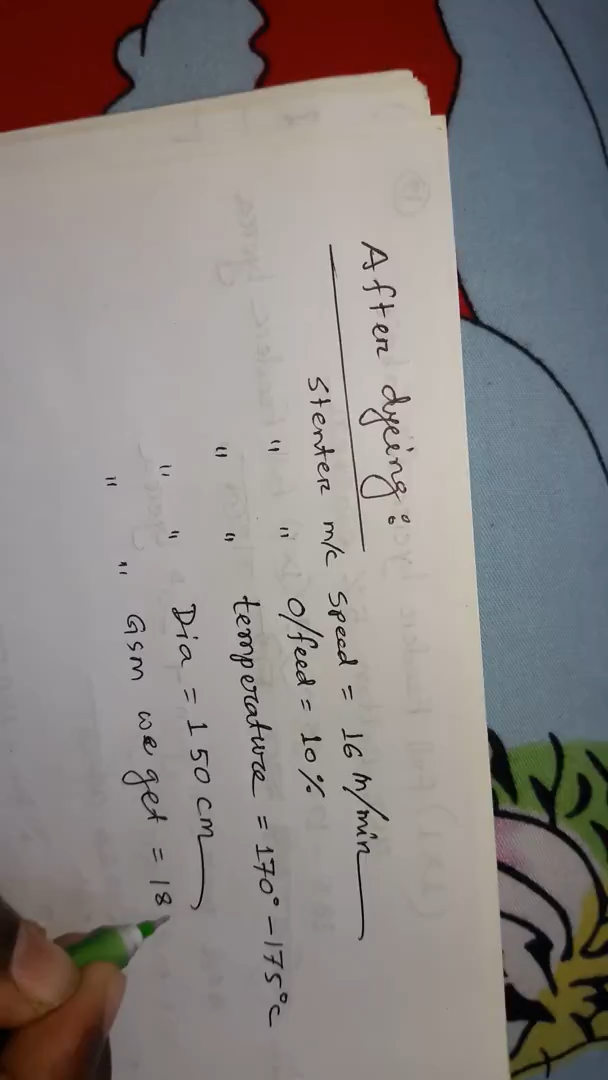 After dyeing :
Stenter m/c Speed = 16 m/min
" " O/feed = 10%
" " temperature = 170° - 175°c
" " Dia = 150 cm
" " GSM we get = 18